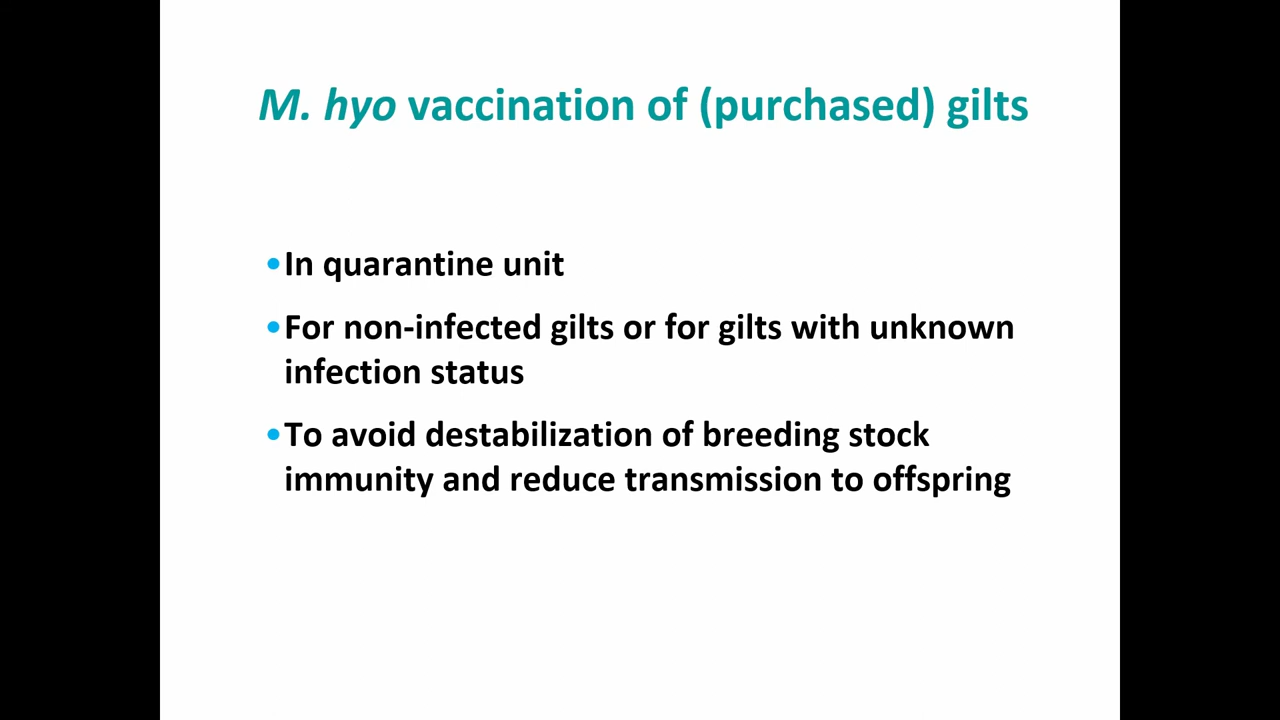 M. hyo vaccination of (purchased) gilts
•In quarantine unit
•For non-infected gilts or for gilts with unknown
infection status
•To avoid destabilization of breeding stock
immunity and reduce transmission to offspring